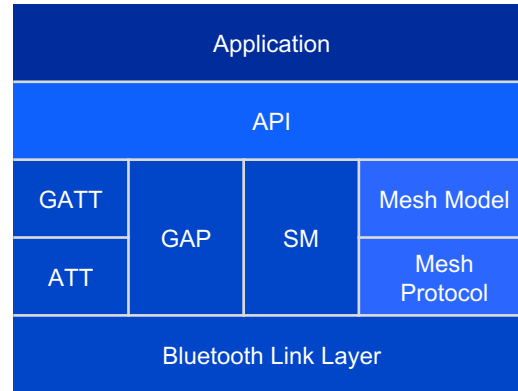 Application
API
GATT
GAP
SM
Mesh Model
ATT
Mesh
Protocol
Bluetooth Link Layer